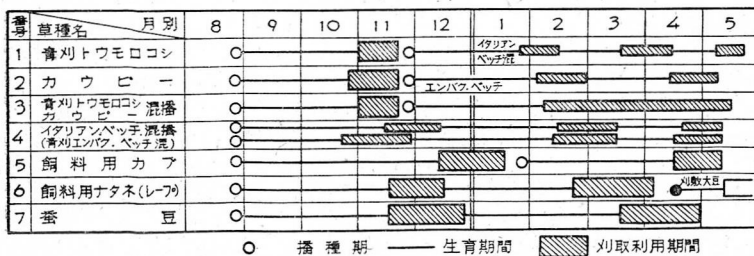 番号 草種名 月別 8 9 10 11 12 1 2 3 4 5
1 青刈トウモロコシ イタリアン ベッチ混
2 カウピー エンバク、ベッチ
3 青刈トウモロコシ カウピー 混播
4 イタリアン、ベッチ、混播 (青刈エンバク、ベッチ混)
5 飼料用カブ
6 飼料用ナタネ(レープ) 刈敷大豆
7 蚕豆
播種期 生育期間 刈取利用期間